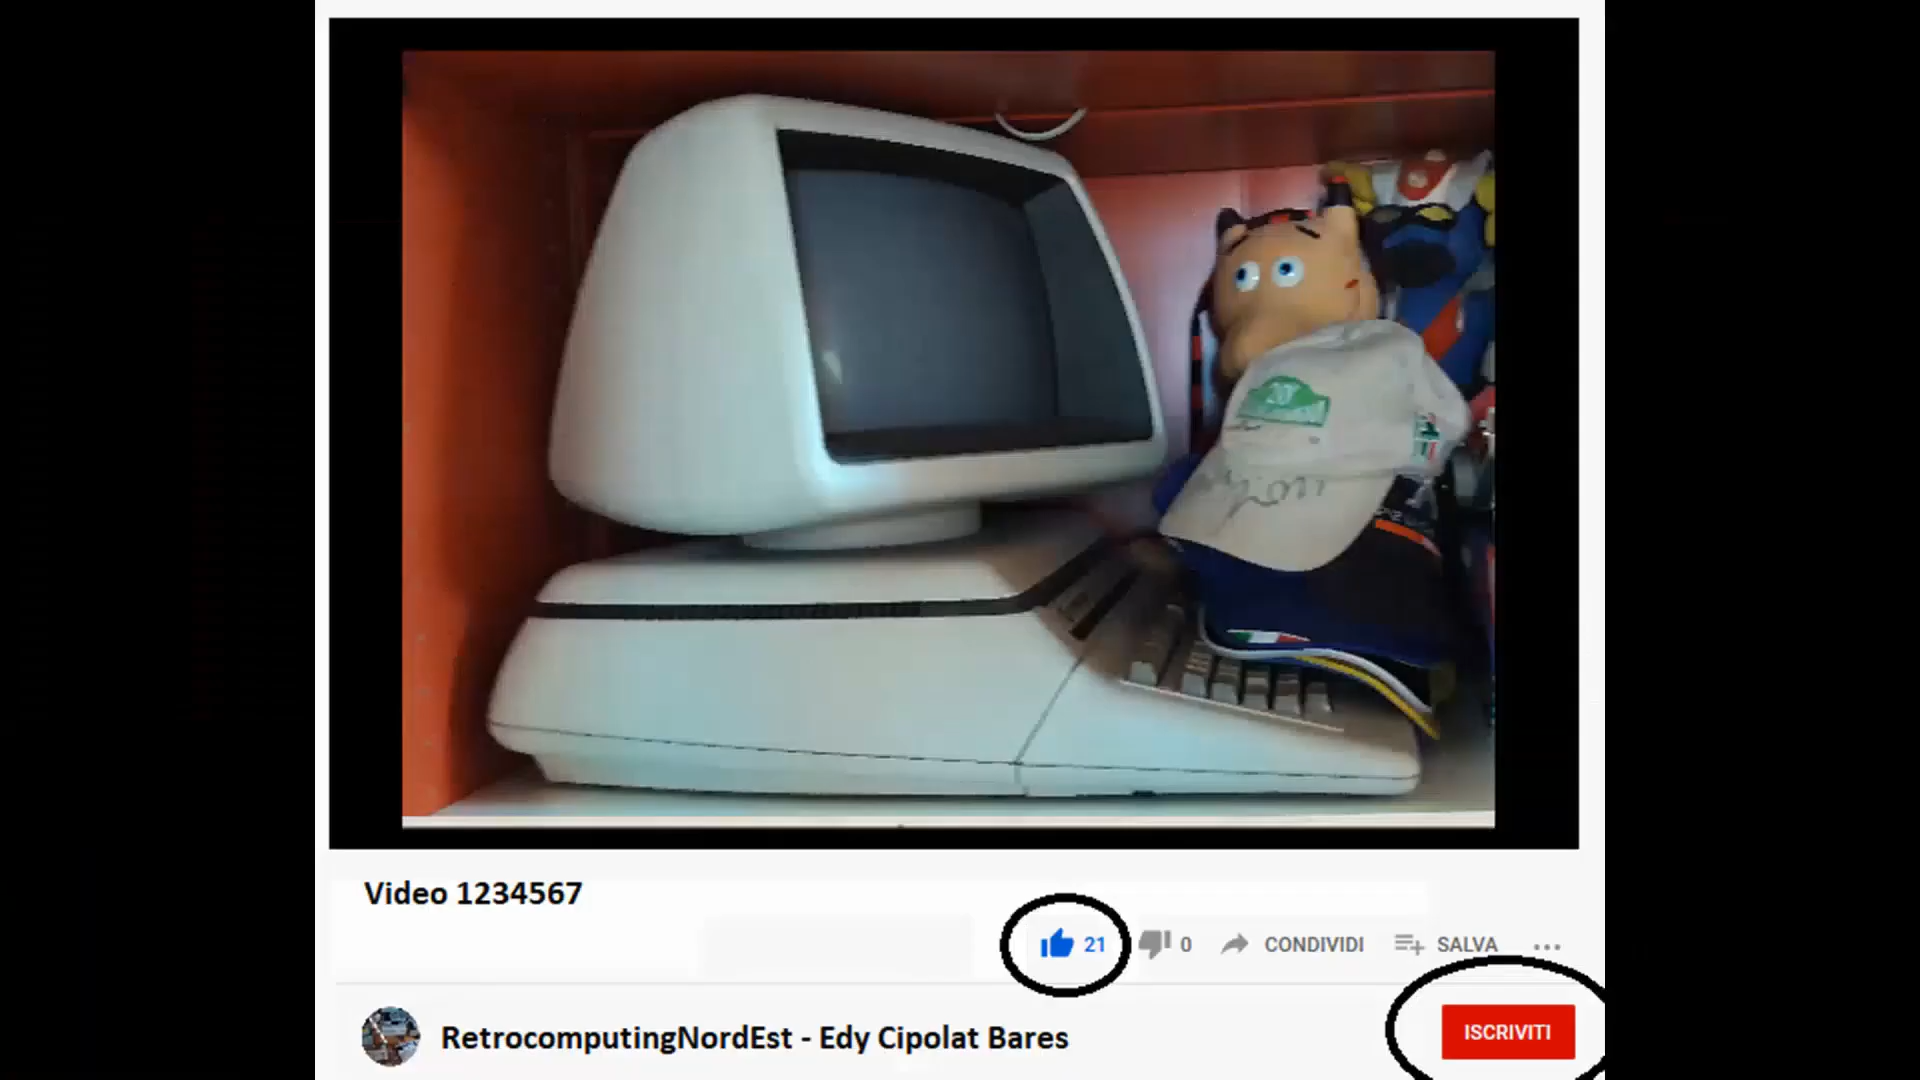 Video 1234567
21
0
CONDIVIDI
SALVA
RetrocomputingNordEst - Edy Cipolat Bares
ISCRIVITI